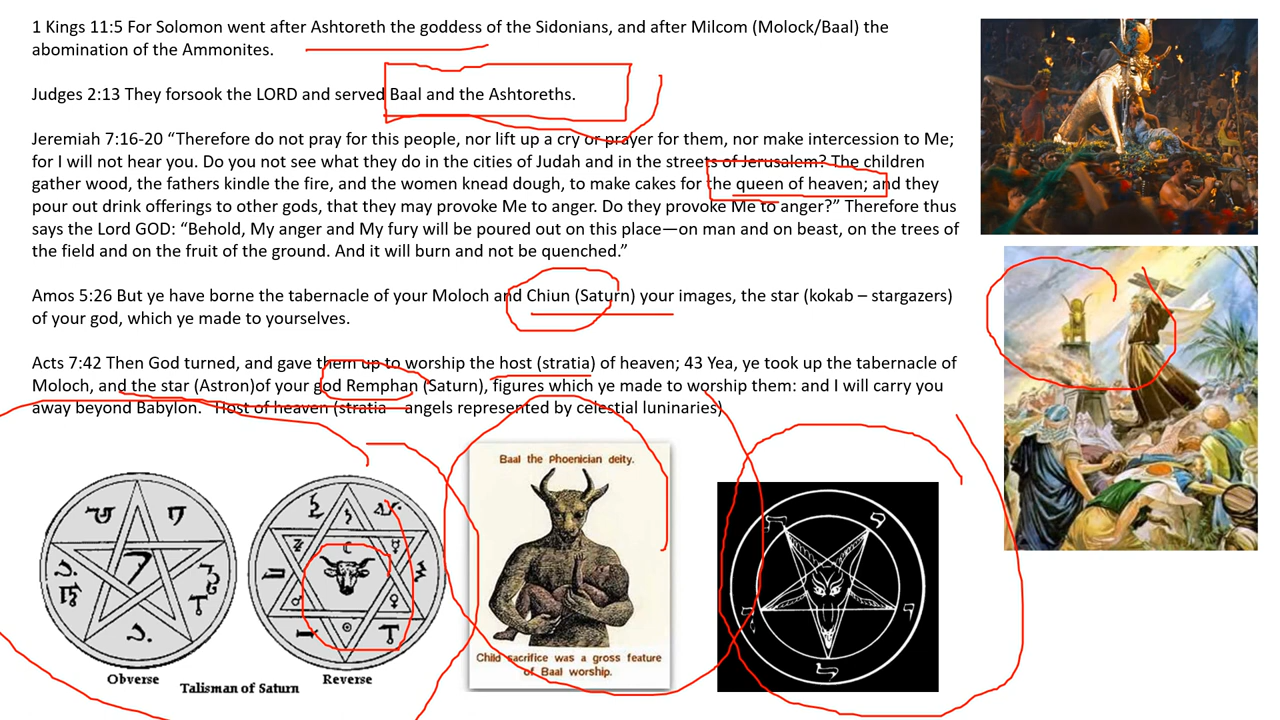 1 Kings 11:5 For Solomon went after Ashtoreth the goddess of the Sidonians, and after Milcom (Molock/Baal) the
abomination of the Ammonites.
Judges 2:13 They forsook the LORD and served Baal and the Ashtoreths.
Jeremiah 7:16-20 “Therefore do not pray for this people, nor lift up a cry or prayer for them, nor make intercession to Me;
for I will not hear you. Do you not see what they do in the cities of Judah and in the streets of Jerusalem? The children
gather wood, the fathers kindle the fire, and the women knead dough, to make cakes for the queen of heaven; and they
pour out drink offerings to other gods, that they may provoke Me to anger. Do they provoke Me to anger?” Therefore thus
says the Lord GOD: “Behold, My anger and My fury will be poured out on this place—on man and on beast, on the trees of
the field and on the fruit of the ground. And it will burn and not be quenched.”
Amos 5:26 But ye have borne the tabernacle of your Moloch and Chiun (Saturn) your images, the star (kokab – stargazers)
of your god, which ye made to yourselves.
Acts 7:42 Then God turned, and gave them up to worship the host (stratia) of heaven; 43 Yea, ye took up the tabernacle of
Moloch, and the star (Astron)of your god Remphan (Saturn), figures which ye made to worship them: and I will carry you
away beyond Babylon. Host of heaven (stratia – angels represented by celestial luninaries)
Baal the Phoenician deity.
Child sacrifice was a gross feature
of Baal worship.
Obverse
Reverse
Talisman of Saturn